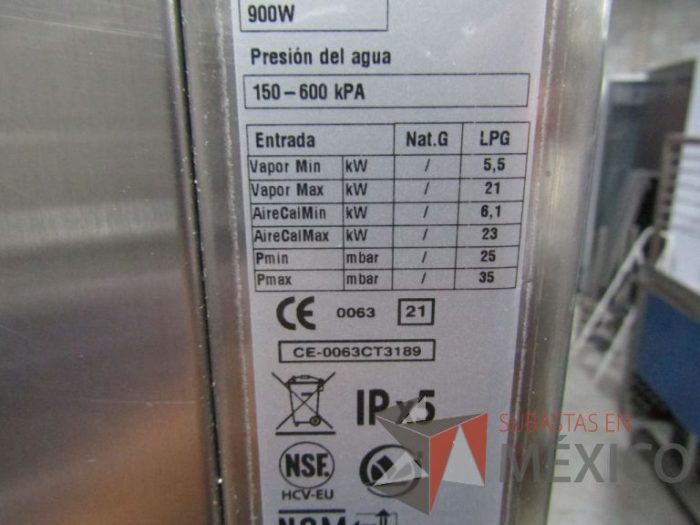 900W
Presión del agua
150-600 kPA
Entrada Nat.G LPG
Vapor Min kW / 5,5
Vapor Max kW / 21
AireCalMin kW / 6,1
AireCalMax kW / 23
Pmin mbar / 25
Pmax mbar / 35
CE 0063 21
CE-0063CT3189
IPx5
SUBASTAS EN
MÉXICO
NSF.
HCV-EU
NOM